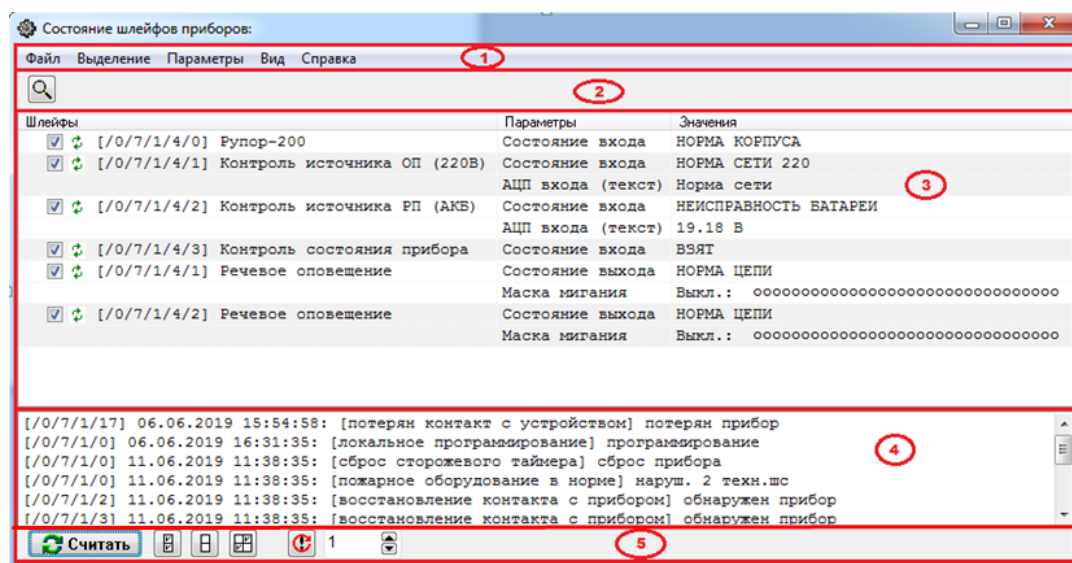 Состояние шлейфов приборов:
Файл Выделение Параметры Вид Справка 1
2
Шлейфы Параметры Значения
[/0/7/1/4/0] Рупор-200 Состояние входа НОРМА КОРПУСА
[/0/7/1/4/1] Контроль источника ОП (220В) Состояние входа НОРМА СЕТИ 220
АЦП входа (текст) Норма сети 3
[/0/7/1/4/2] Контроль источника РП (АКБ) Состояние входа НЕИСПРАВНОСТЬ БАТАРЕИ
АЦП входа (текст) 19.18 В
[/0/7/1/4/3] Контроль состояния прибора Состояние входа ВЗЯТ
[/0/7/1/4/1] Речевое оповещение Состояние выхода НОРМА ЦЕПИ
Маска мигания Выкл.: oooooooooooooooooooooooooooooooo
[/0/7/1/4/2] Речевое оповещение Состояние выхода НОРМА ЦЕПИ
Маска мигания Выкл.: oooooooooooooooooooooooooooooooo
[/0/7/1/17] 06.06.2019 15:54:58: [потерян контакт с устройством] потерян прибор
[/0/7/1/0] 06.06.2019 16:31:35: [локальное программирование] программирование
[/0/7/1/0] 11.06.2019 11:38:35: [сброс сторожевого таймера] сброс прибора 4
[/0/7/1/0] 11.06.2019 11:38:35: [пожарное оборудование в норме] наруш. 2 техн.шс
[/0/7/1/2] 11.06.2019 11:38:35: [восстановление контакта с прибором] обнаружен прибор
[/0/7/1/3] 11.06.2019 11:38:35: [восстановление контакта с прибором] обнаружен прибор
Считать 1 5